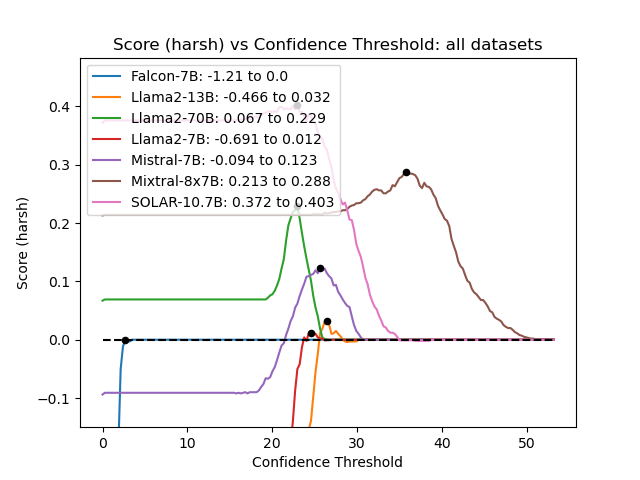 Score (harsh) vs Confidence Threshold: all datasets
Falcon-7B: -1.21 to 0.0
Llama2-13B: -0.466 to 0.032
Llama2-70B: 0.067 to 0.229
Llama2-7B: -0.691 to 0.012
Mistral-7B: -0.094 to 0.123
Mixtral-8x7B: 0.213 to 0.288
SOLAR-10.7B: 0.372 to 0.403
Score (harsh)
0.4
0.3
0.2
0.1
0.0
−0.1
0 10 20 30 40 50
Confidence Threshold